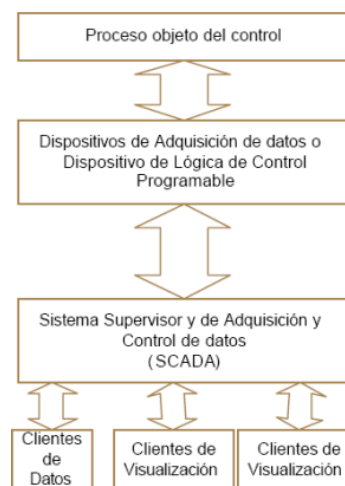 Proceso objeto del control
Dispositivos de Adquisición de datos o
Dispositivo de Lógica de Control
Programable
Sistema Supervisor y de Adquisición y
Control de datos
(SCADA)
Clientes
de
Datos
Clientes de
Visualización
Clientes de
Visualización